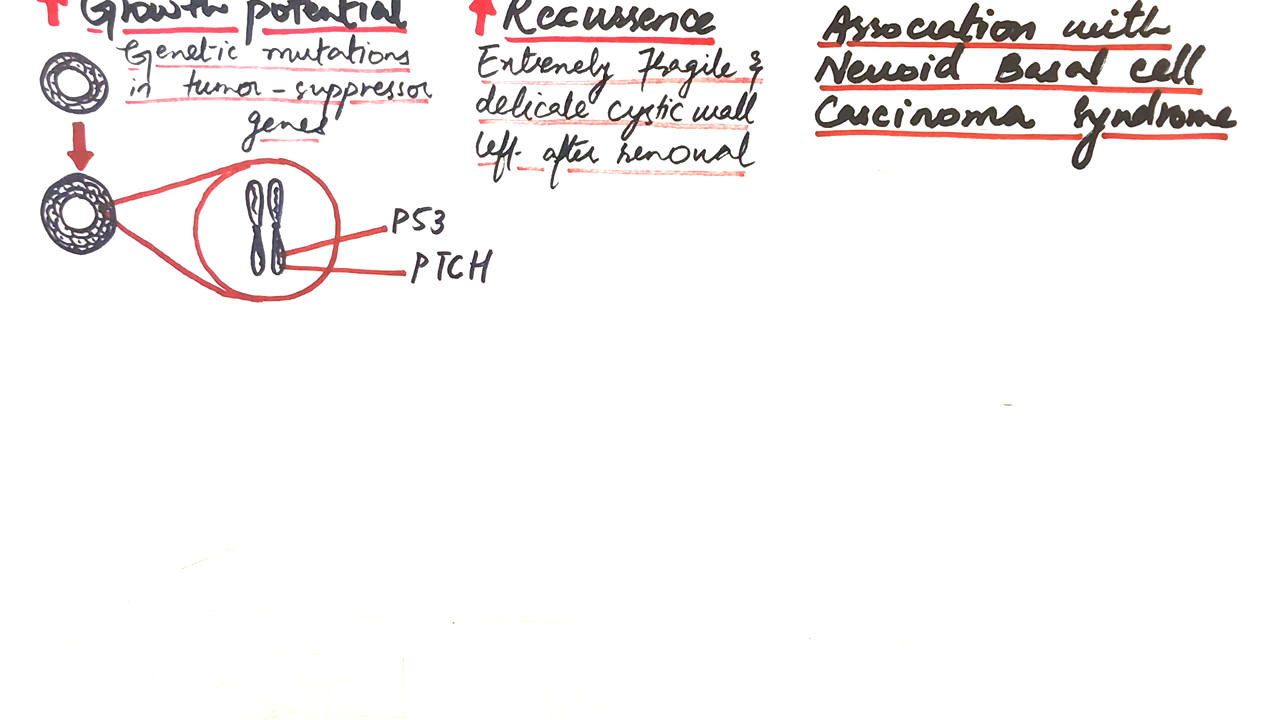 ↑ Growth potential
Genetic mutations
in tumor-suppressor
genes
P53
PTCH
↑ Recurrence
Extremely Fragile &
delicate cystic wall
left after removal
Association with
Nevoid Basal cell
Carcinoma Syndrome